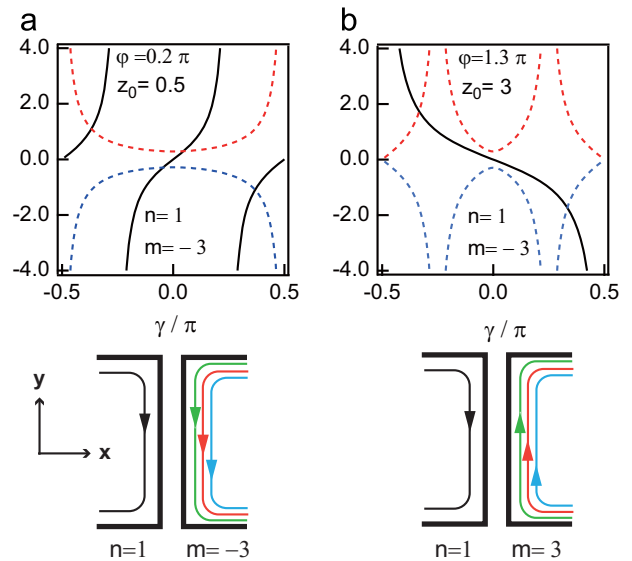 a
4.0
2.0
0.0
-2.0
-4.0
φ = 0.2 π
z0 = 0.5
n= 1
m= − 3
-0.5
0.0
0.5
γ / π
b
4.0
2.0
0.0
-2.0
-4.0
φ=1.3 π
z0= 3
n= 1
m= − 3
-0.5
0.0
0.5
γ / π
y
x
n=1
m= −3
n=1
m= 3